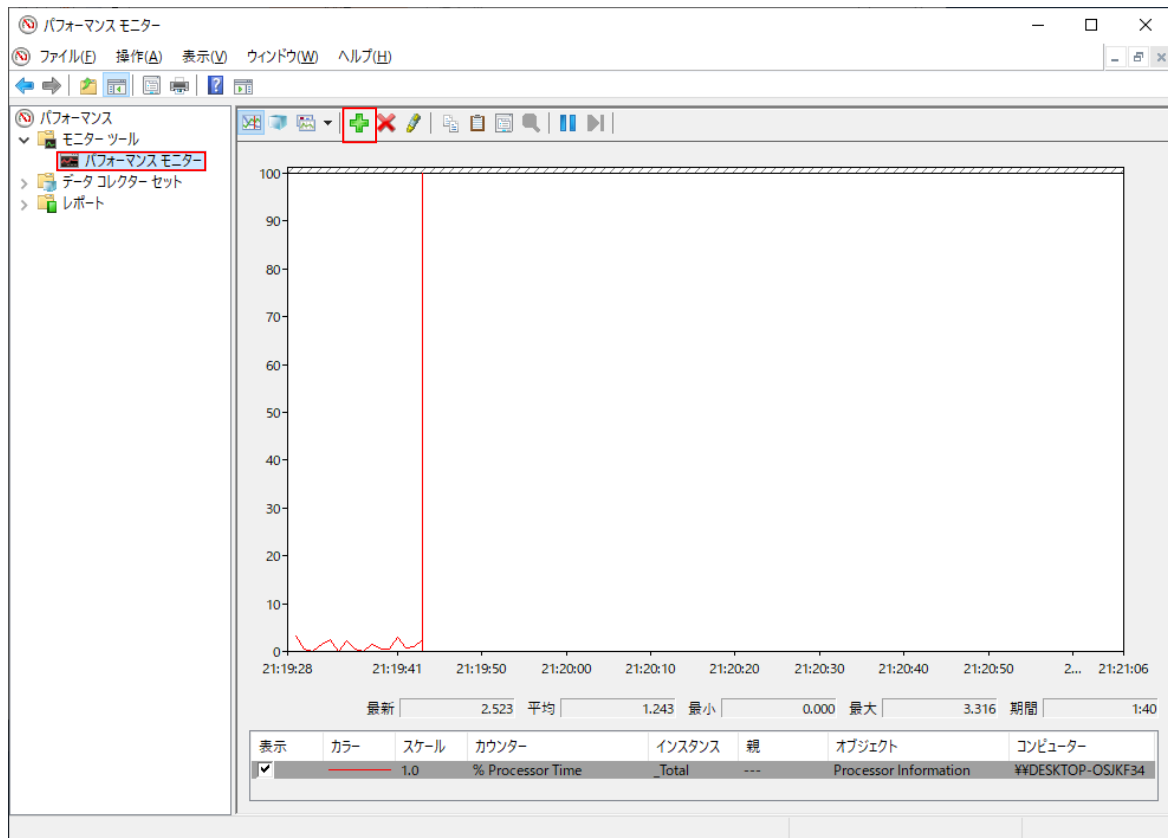 パフォーマンス モニター
ファイル(F) 操作(A) 表示(V) ウィンドウ(W) ヘルプ(H)
パフォーマンス
モニター ツール
パフォーマンス モニター
データ コレクター セット
レポート
100
90
80
70
60
50
40
30
20
10
0
21:19:28 21:19:41 21:19:50 21:20:00 21:20:10 21:20:20 21:20:30 21:20:40 21:20:50 2... 21:21:06
最新 2.523 平均 1.243 最小 0.000 最大 3.316 期間 1:40
表示 カラー スケール カウンター インスタンス 親 オブジェクト コンピューター
1.0 % Processor Time _Total --- Processor Information ¥¥DESKTOP-OSJKF34